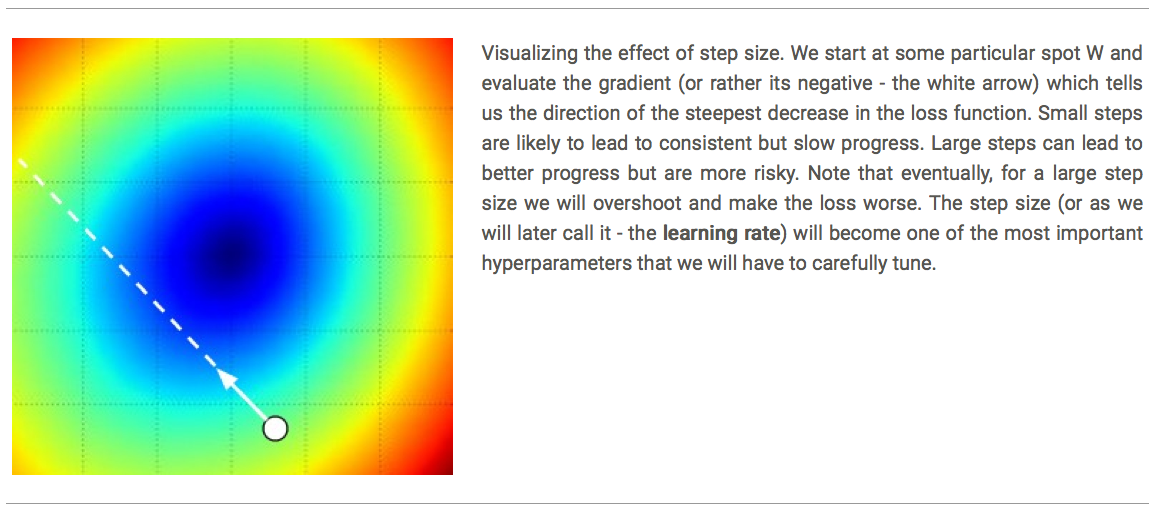 Visualizing the effect of step size. We start at some particular spot W and
evaluate the gradient (or rather its negative - the white arrow) which tells
us the direction of the steepest decrease in the loss function. Small steps
are likely to lead to consistent but slow progress. Large steps can lead to
better progress but are more risky. Note that eventually, for a large step
size we will overshoot and make the loss worse. The step size (or as we
will later call it - the learning rate) will become one of the most important
hyperparameters that we will have to carefully tune.